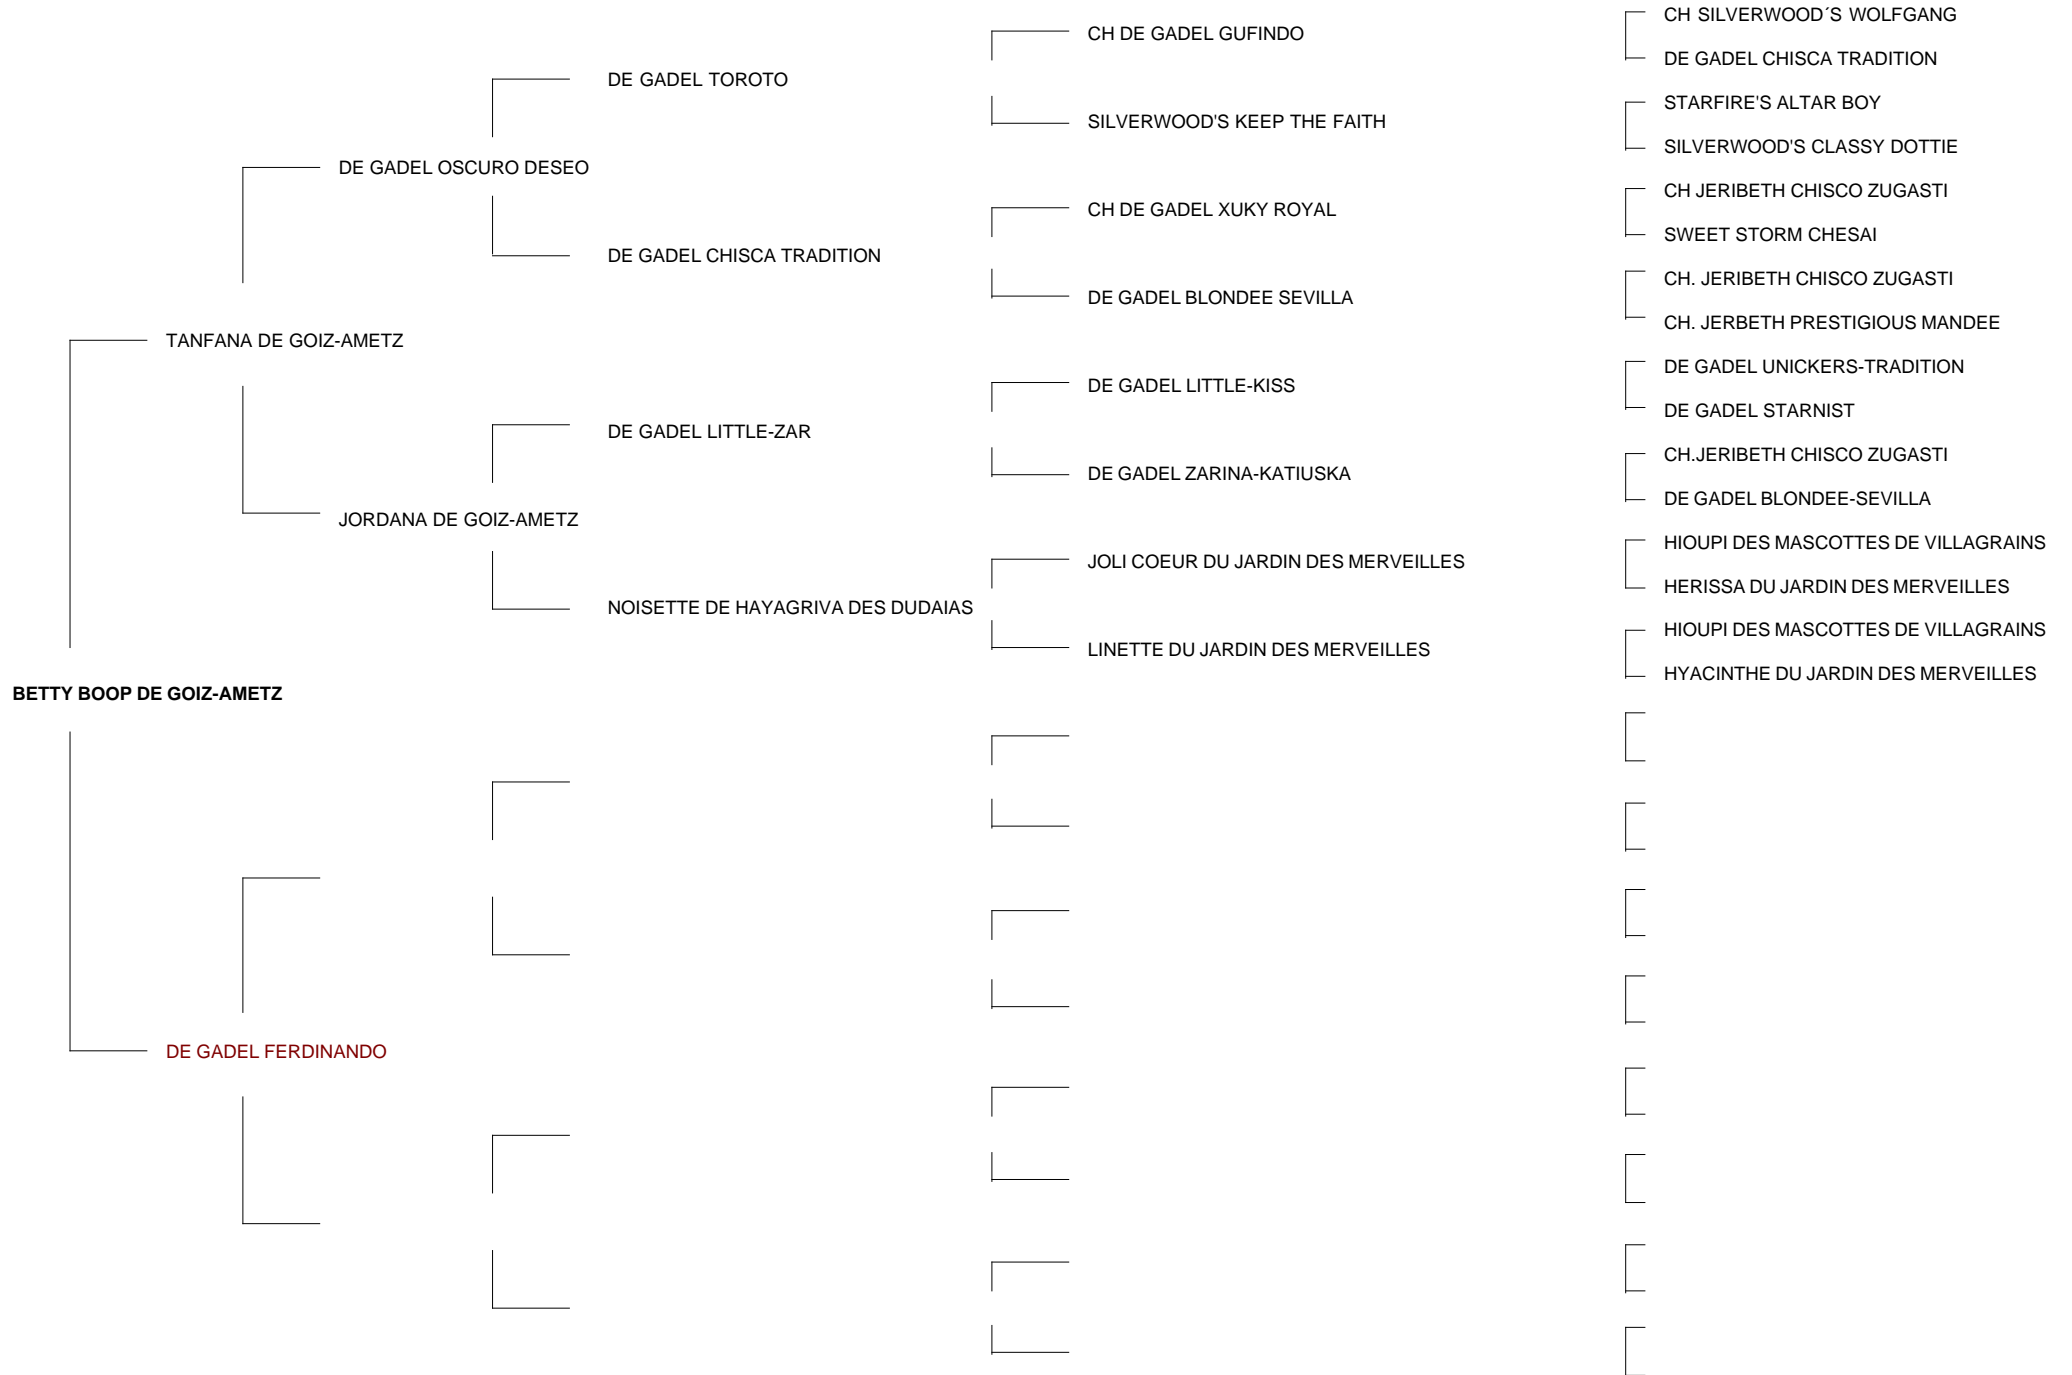 CH SILVERWOOD´S WOLFGANG
CH DE GADEL GUFINDO
DE GADEL CHISCA TRADITION
DE GADEL TOROTO
STARFIRE'S ALTAR BOY
SILVERWOOD'S KEEP THE FAITH
SILVERWOOD'S CLASSY DOTTIE
DE GADEL OSCURO DESEO
CH JERIBETH CHISCO ZUGASTI
CH DE GADEL XUKY ROYAL
SWEET STORM CHESAI
DE GADEL CHISCA TRADITION
CH. JERIBETH CHISCO ZUGASTI
DE GADEL BLONDEE SEVILLA
CH. JERBETH PRESTIGIOUS MANDEE
TANFANA DE GOIZ-AMETZ
DE GADEL UNICKERS-TRADITION
DE GADEL LITTLE-KISS
DE GADEL STARNIST
DE GADEL LITTLE-ZAR
CH.JERIBETH CHISCO ZUGASTI
DE GADEL ZARINA-KATIUSKA
DE GADEL BLONDEE-SEVILLA
JORDANA DE GOIZ-AMETZ
HIOUPI DES MASCOTTES DE VILLAGRAINS
JOLI COEUR DU JARDIN DES MERVEILLES
HERISSA DU JARDIN DES MERVEILLES
NOISETTE DE HAYAGRIVA DES DUDAIAS
HIOUPI DES MASCOTTES DE VILLAGRAINS
LINETTE DU JARDIN DES MERVEILLES
HYACINTHE DU JARDIN DES MERVEILLES
BETTY BOOP DE GOIZ-AMETZ
DE GADEL FERDINANDO